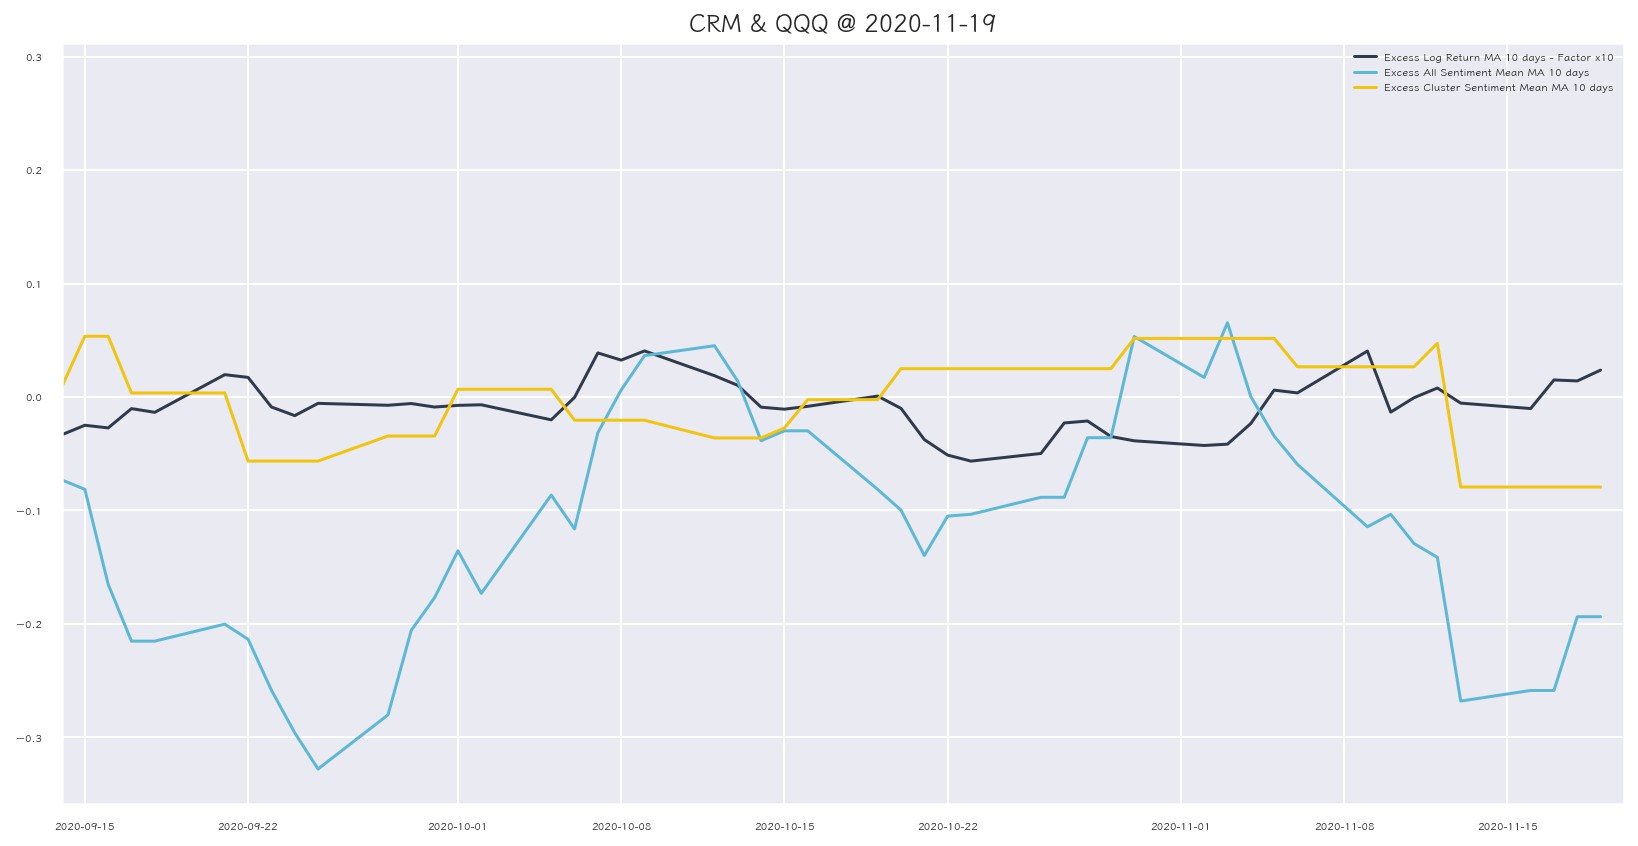 CRM & QQQ @ 2020-11-19
Excess Log Return MA 10 days - Factor x10
Excess All Sentiment Mean MA 10 days
Excess Cluster Sentiment Mean MA 10 days
0.3
0.2
0.1
0.0
−0.1
−0.2
−0.3
2020-09-15 2020-09-22 2020-10-01 2020-10-08 2020-10-15 2020-10-22 2020-11-01 2020-11-08 2020-11-15